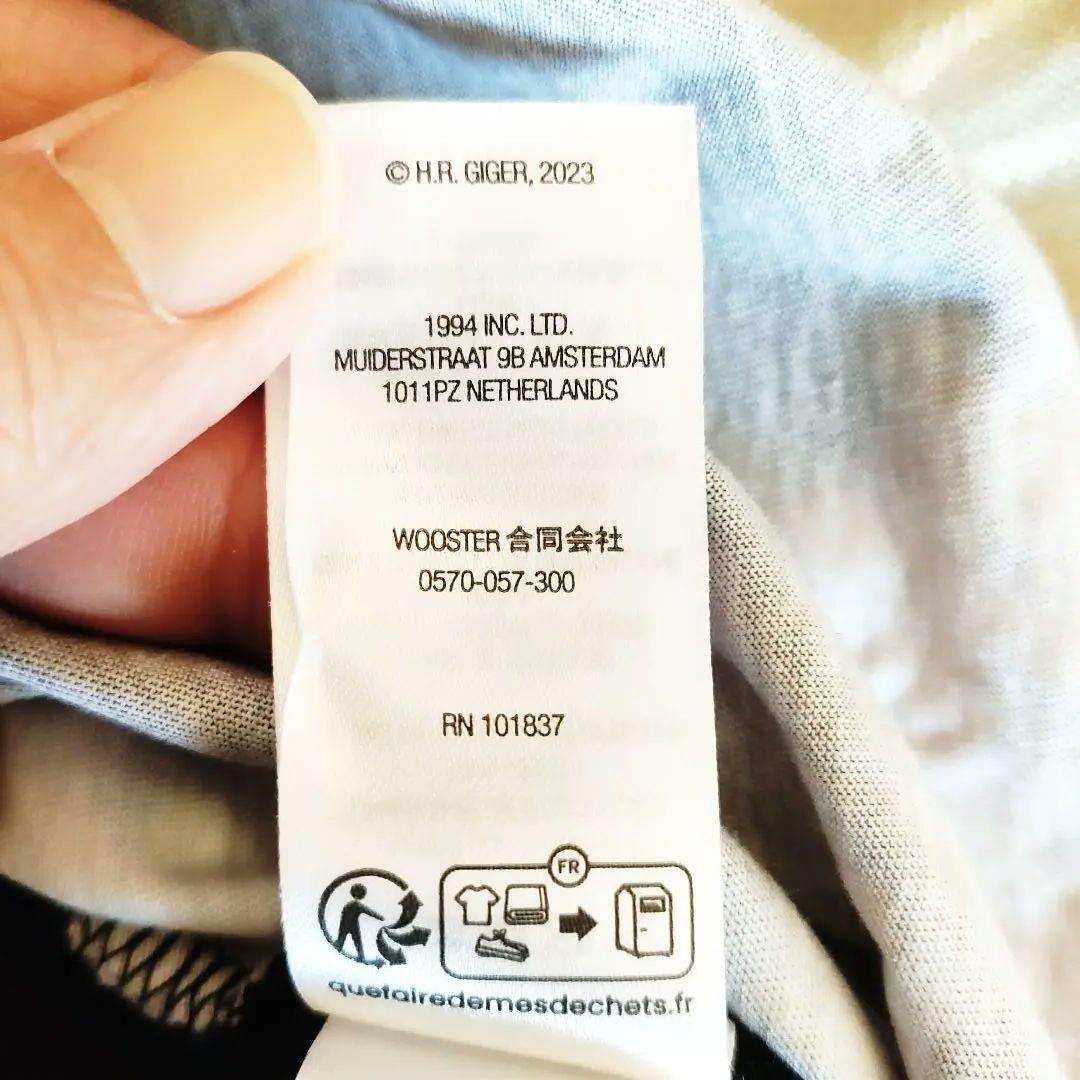 © H.R. GIGER, 2023
1994 INC. LTD.
MUIDERSTRAAT 9B AMSTERDAM
1011PZ NETHERLANDS
WOOSTER 合同会社
0570-057-300
RN 101837
FR
quefairedemesdechets.fr